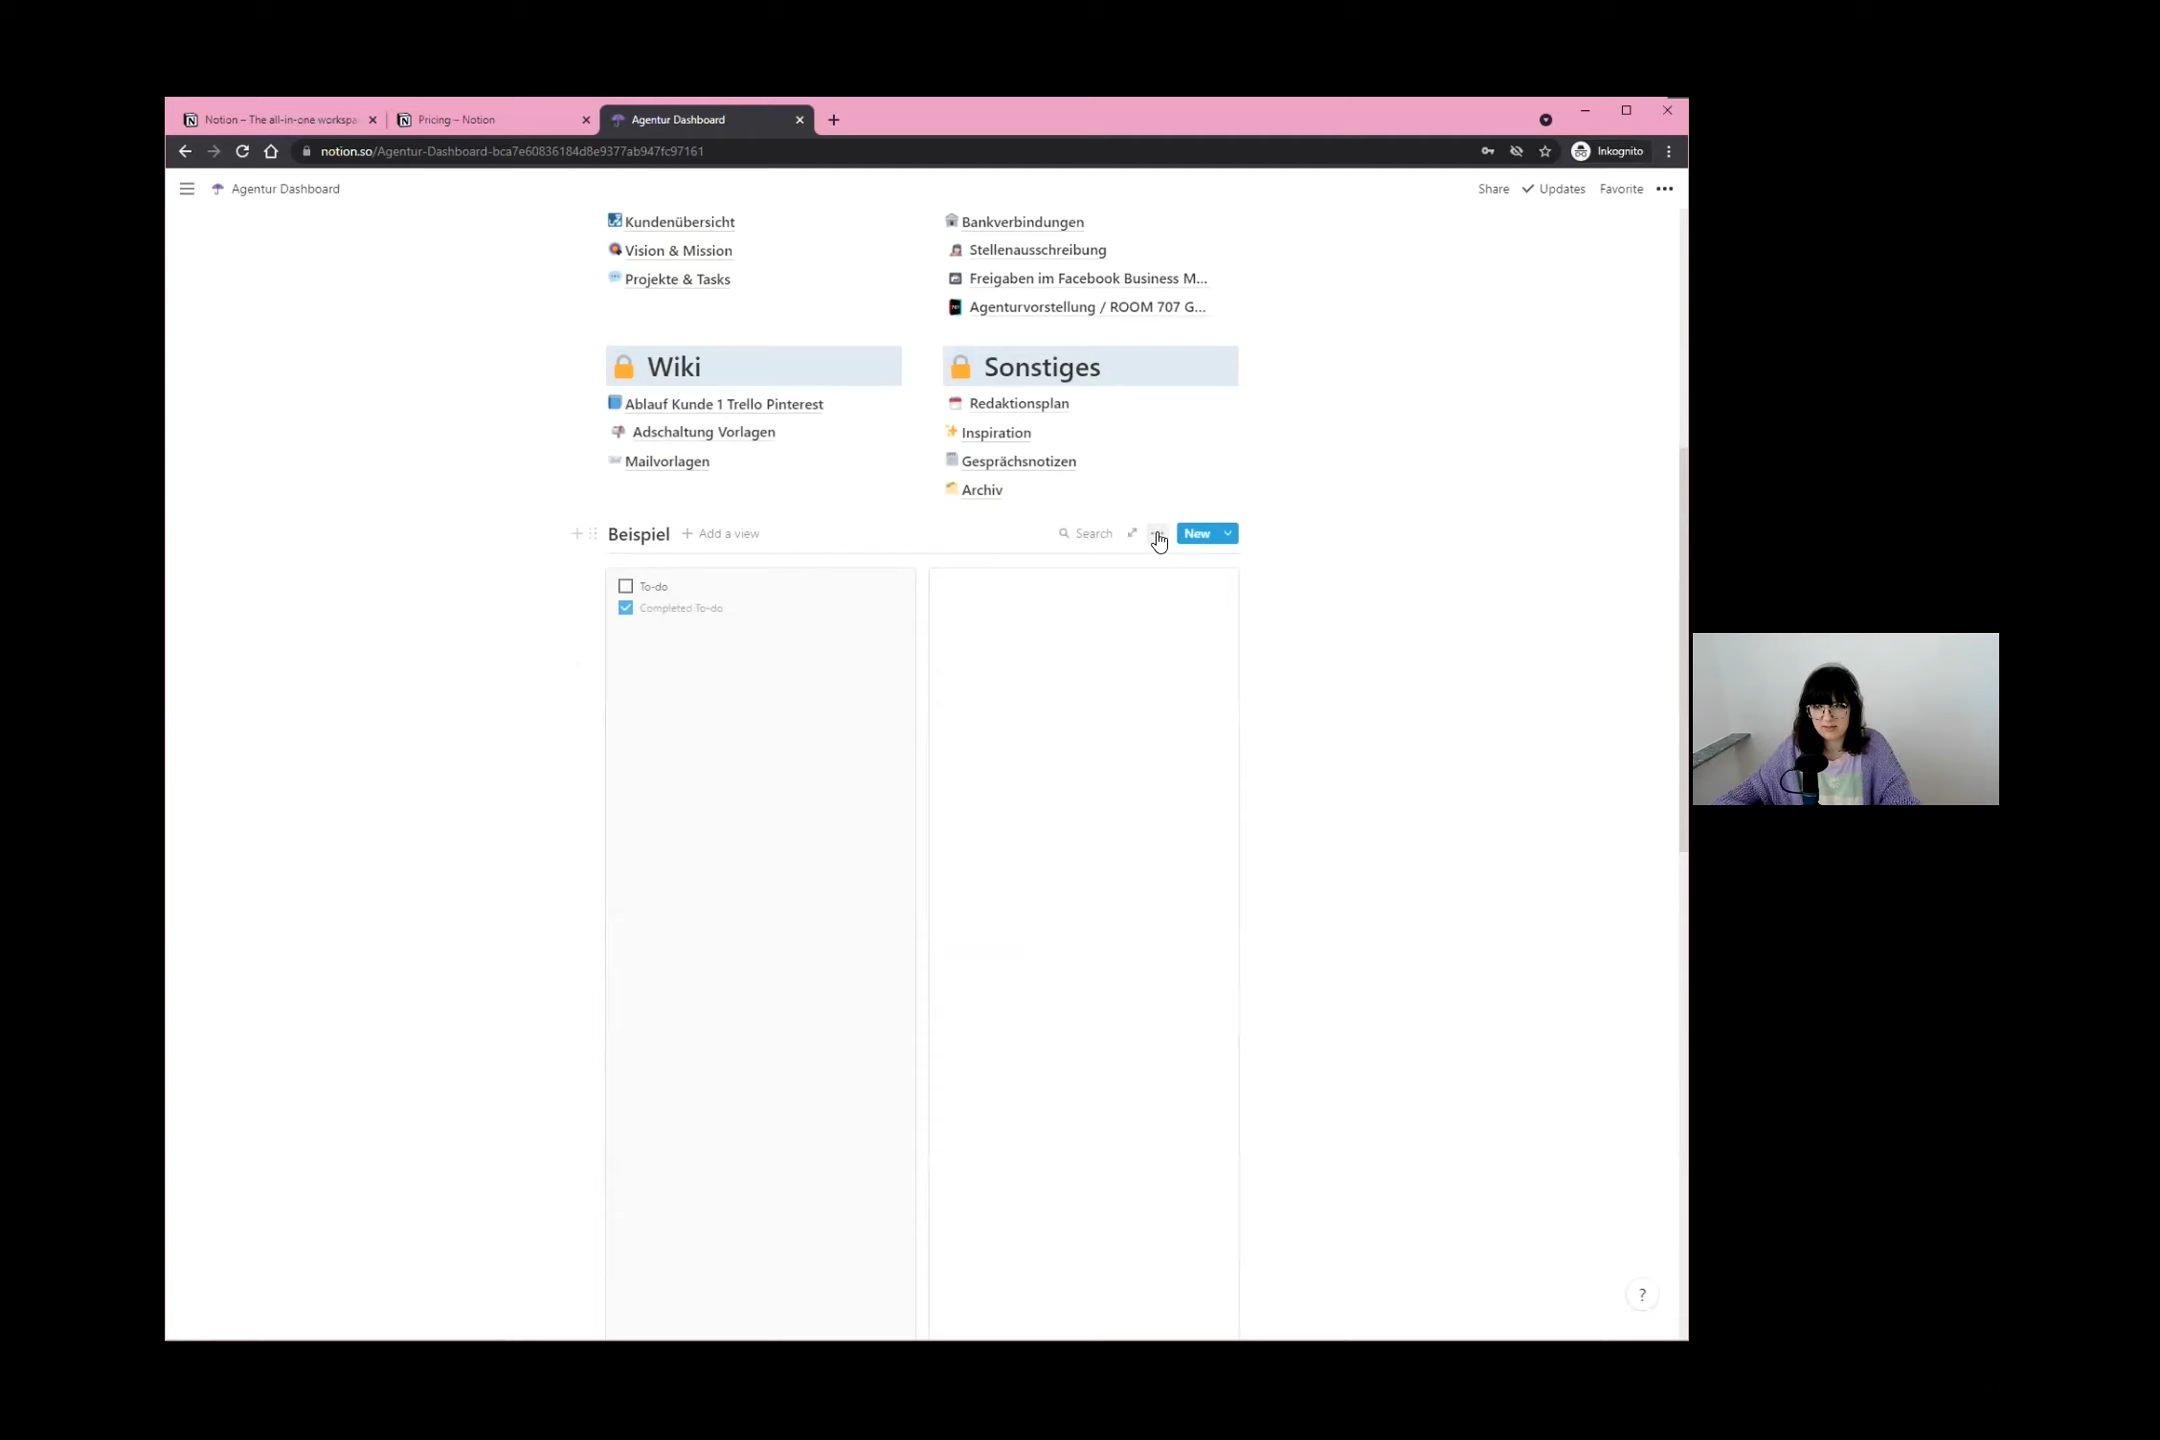 Notion – The all-in-one workspa
Pricing – Notion
Agentur Dashboard
notion.so/Agentur-Dashboard-bca7e60836184d8e9377ab947fc97161
Inkognito
Agentur Dashboard
Share
Updates
Favorite
Kundenübersicht
Vision & Mission
Projekte & Tasks
Bankverbindungen
Stellenausschreibung
Freigaben im Facebook Business M...
Agenturvorstellung / ROOM 707 G...
Wiki
Ablauf Kunde 1 Trello Pinterest
Adschaltung Vorlagen
Mailvorlagen
Sonstiges
Redaktionsplan
Inspiration
Gesprächsnotizen
Archiv
Beispiel
+ Add a view
Search
New
To-do
Completed To-do
?